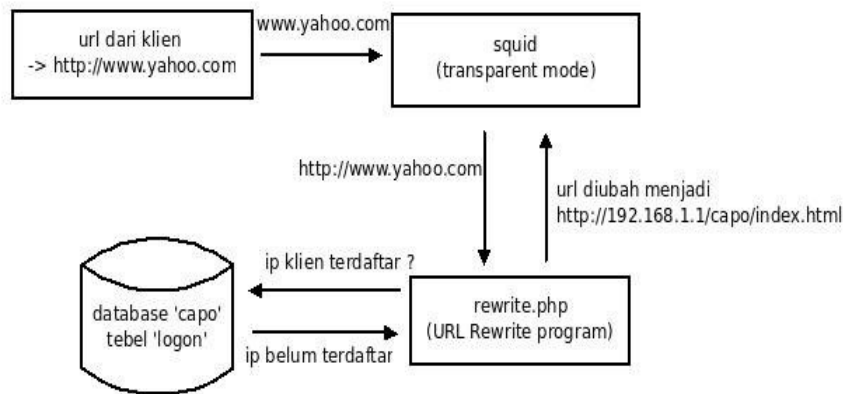 url dari klien
-> http://www.yahoo.com
www.yahoo.com
squid
(transparent mode)
http://www.yahoo.com
url diubah menjadi
http://192.168.1.1/capo/index.html
ip klien terdaftar ?
database 'capo'
tebel 'logon'
rewrite.php
(URL Rewrite program)
ip belum terdaftar